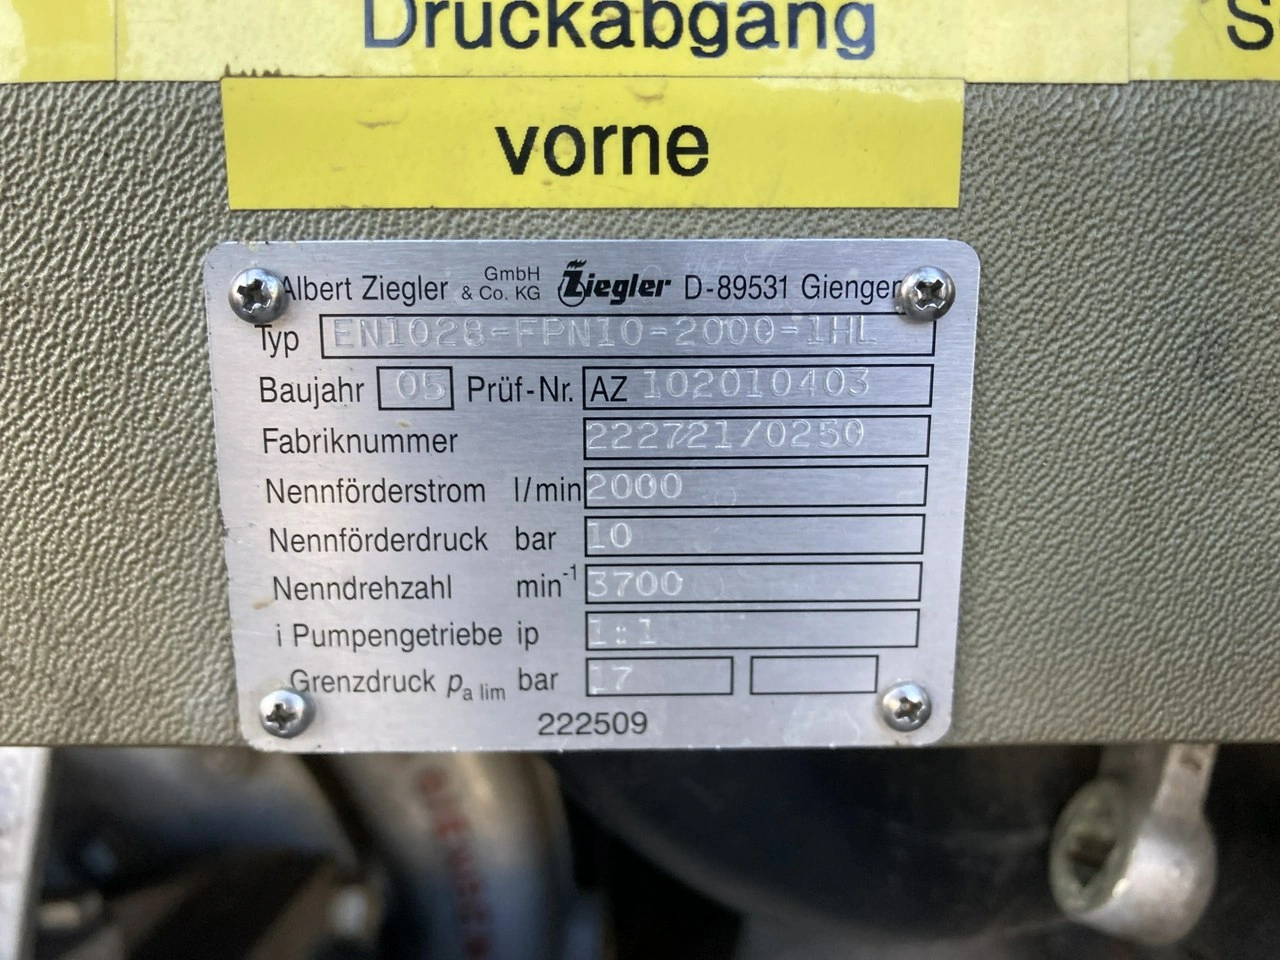 Druckabgang
S
vorne
Albert Ziegler GmbH & Co. KG Ziegler D-89531 Giengen
Typ EN1028-FPN10-2000-1HL
Baujahr 05 Prüf-Nr. AZ 102010403
Fabriknummer 222721/0250
Nennförderstrom l/min 2000
Nennförderdruck bar 10
Nenndrehzahl min-1 3700
i Pumpengetriebe ip 1:1
Grenzdruck pa lim bar 17
222509